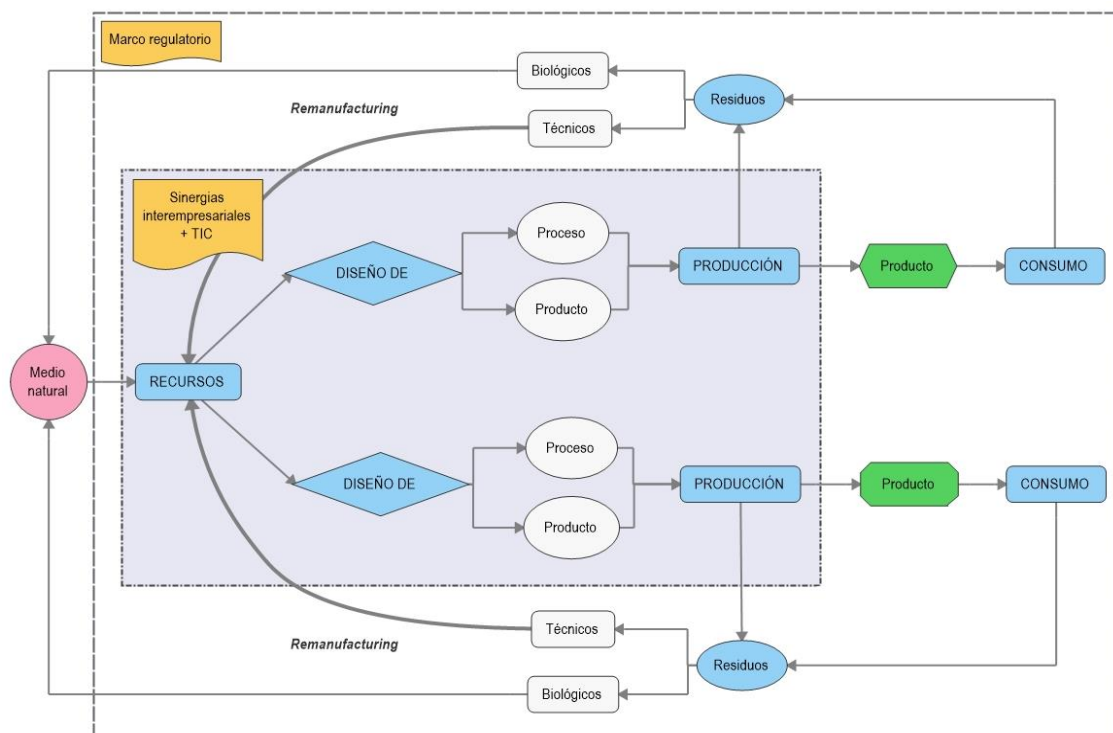 Marco regulatorio
Biológicos
Residuos
Remanufacturing
Técnicos
Sinergias
interempresariales
+ TIC
Proceso
DISEÑO DE
PRODUCCIÓN
Producto
CONSUMO
Producto
Medio
natural
RECURSOS
Proceso
DISEÑO DE
PRODUCCIÓN
Producto
CONSUMO
Producto
Técnicos
Remanufacturing
Residuos
Biológicos